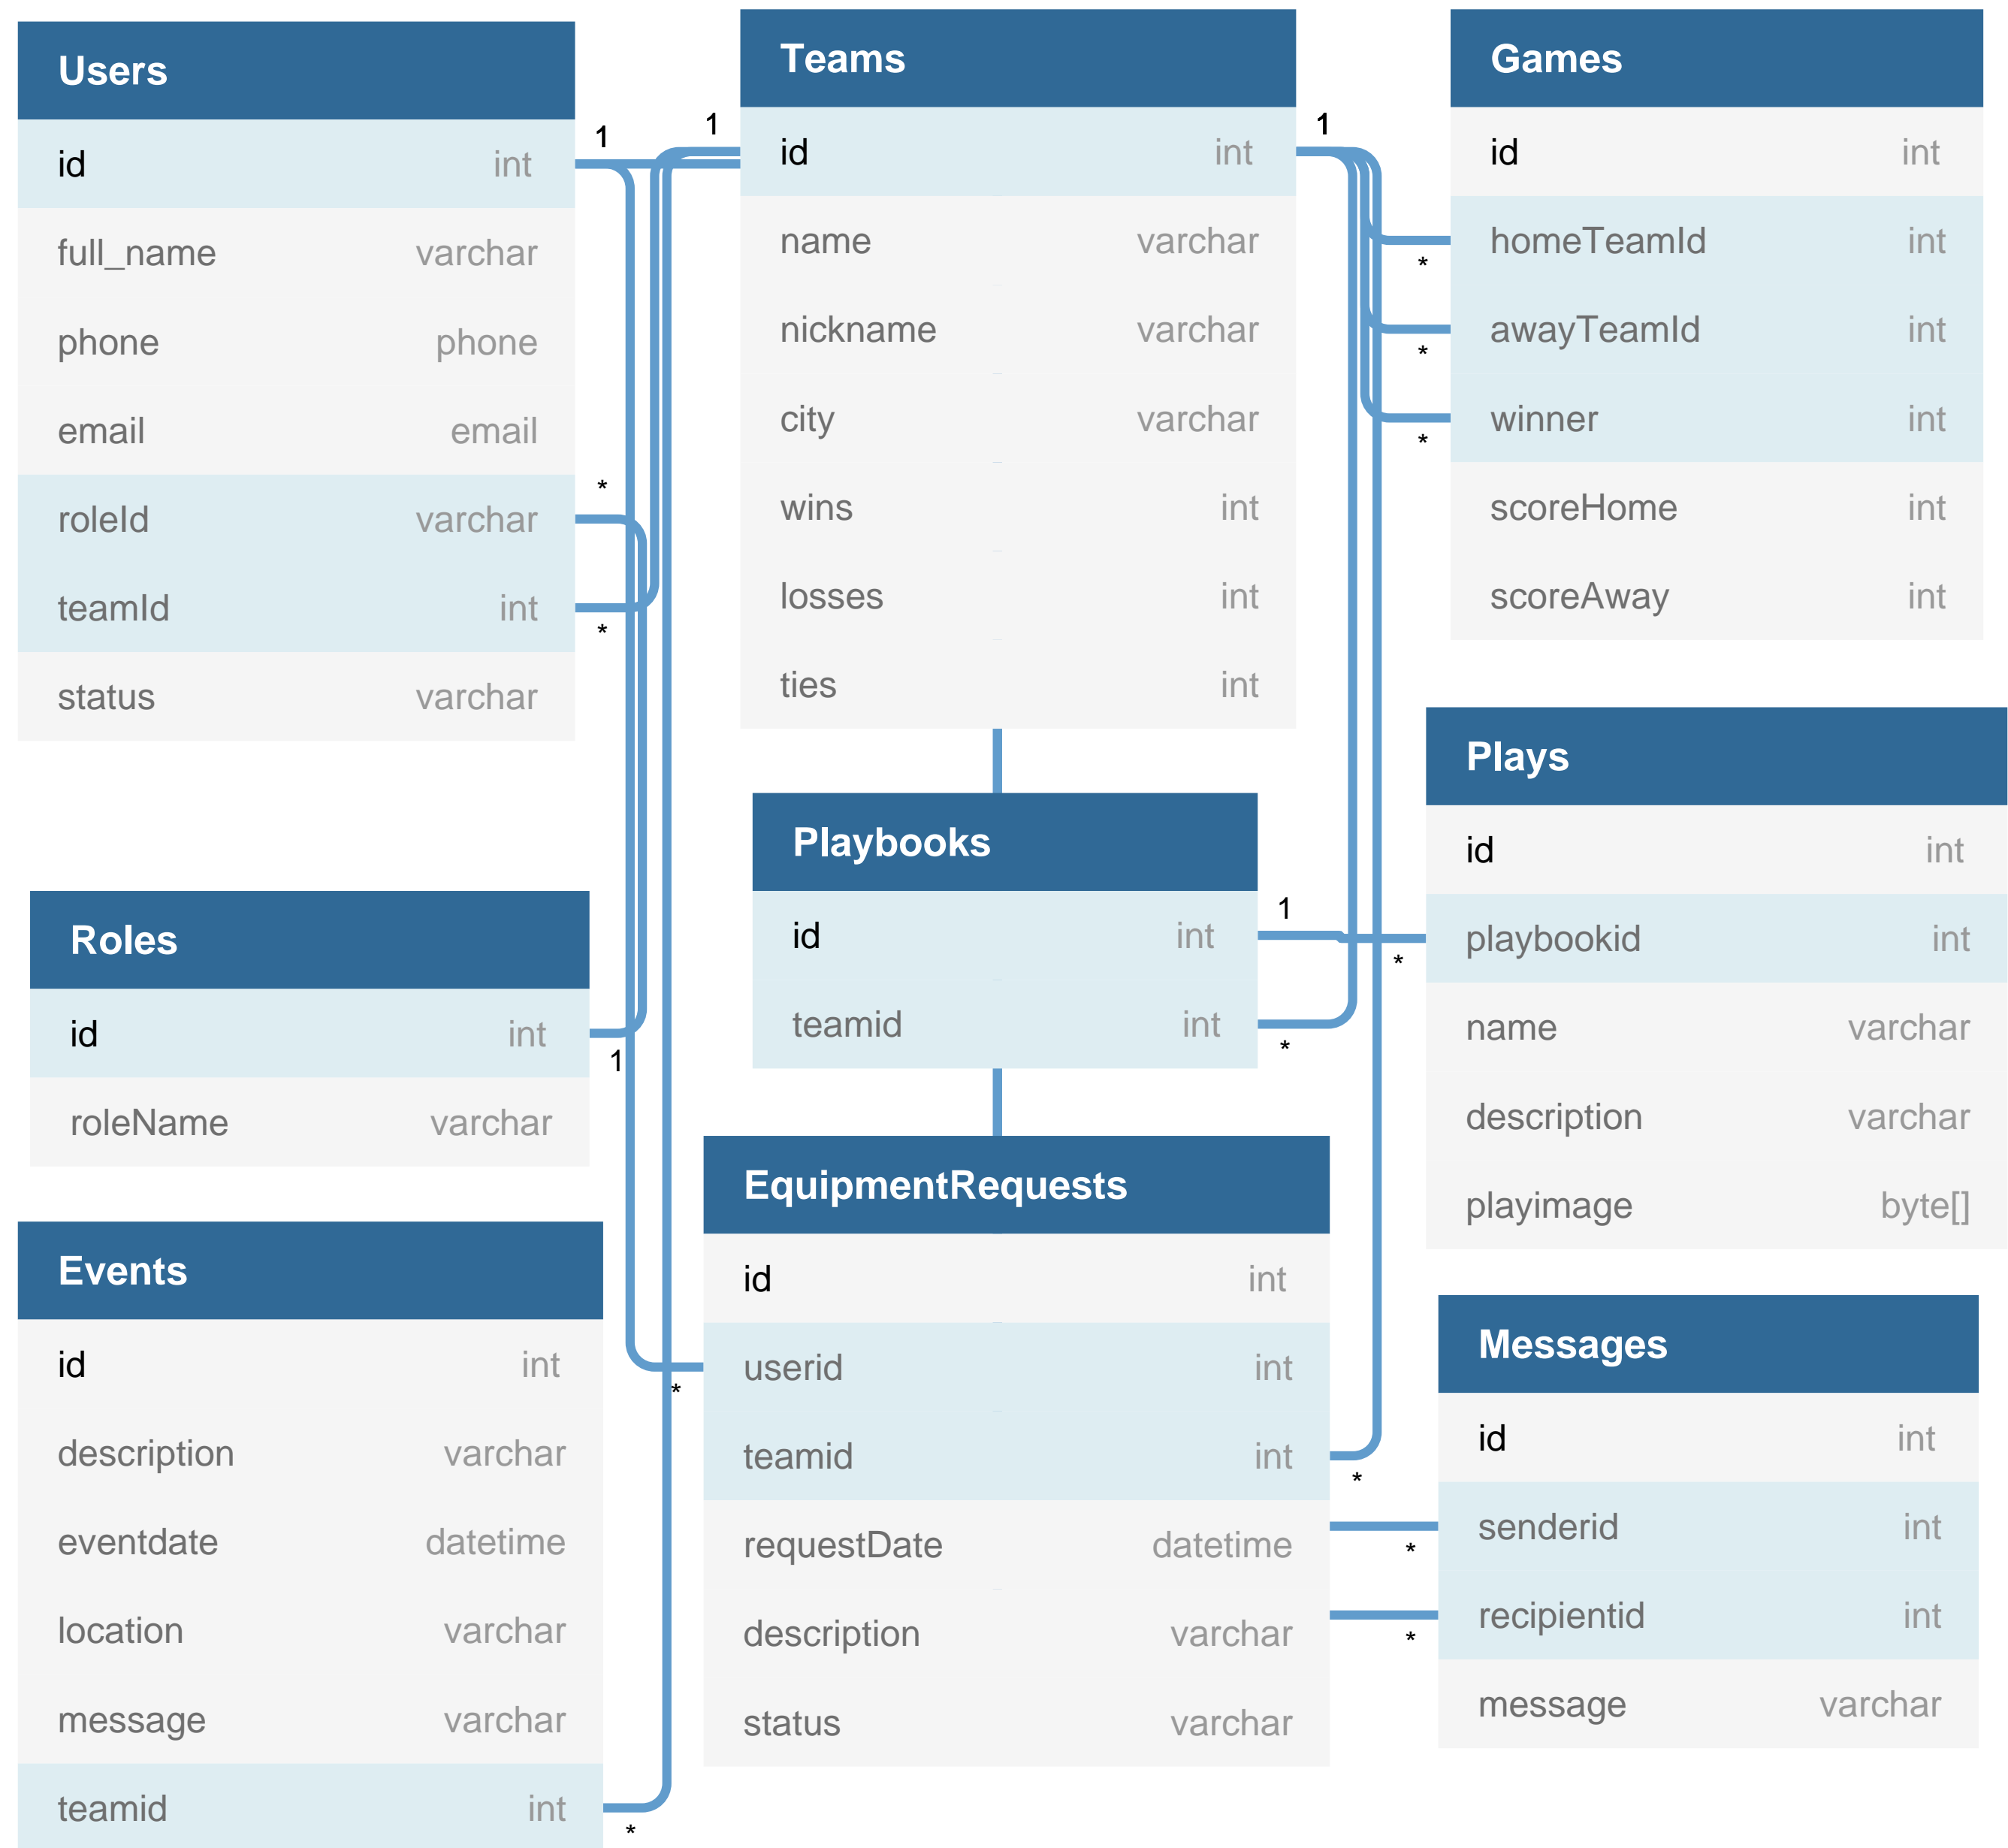 Users
id int
full_name varchar
phone phone
email email
roleId varchar
teamId int
status varchar
1
*
*
Teams
id int
name varchar
nickname varchar
city varchar
wins int
losses int
ties int
1
1
Games
id int
homeTeamId int
awayTeamId int
winner int
scoreHome int
scoreAway int
*
*
*
Roles
id int
roleName varchar
1
Playbooks
id int
teamid int
1
*
Plays
id int
playbookid int
name varchar
description varchar
playimage byte[]
*
Events
id int
description varchar
eventdate datetime
location varchar
message varchar
teamid int
*
EquipmentRequests
id int
userid int
teamid int
requestDate datetime
description varchar
status varchar
*
*
Messages
id int
senderid int
recipientid int
message varchar
*
*